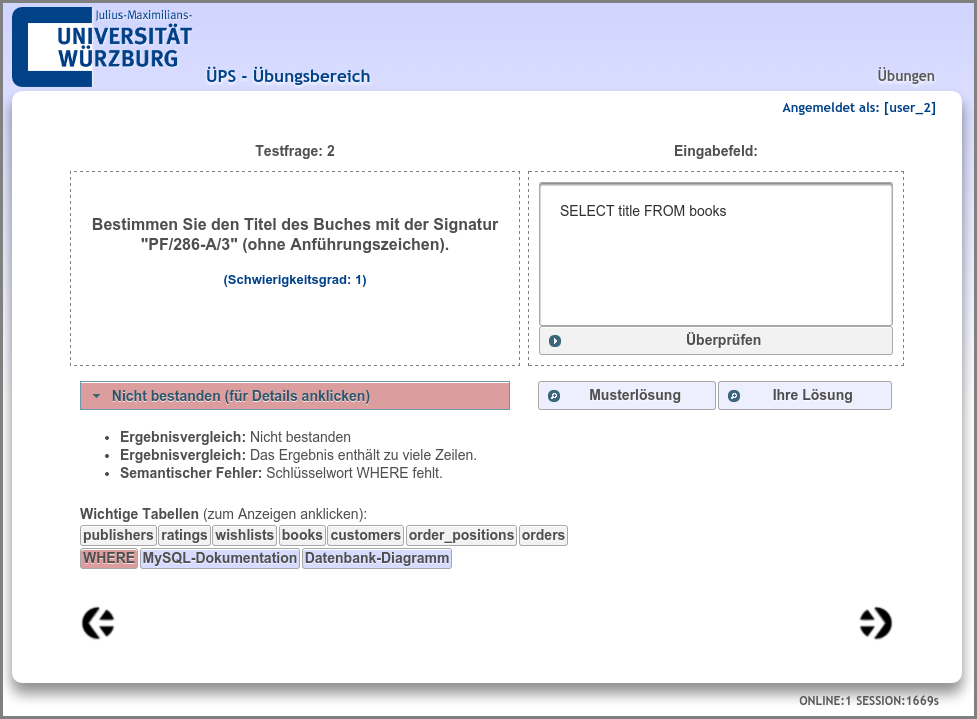 Julius-Maximilians-
UNIVERSITÄT
WÜRZBURG
ÜPS - Übungsbereich
Übungen
Angemeldet als: [user_2]
Testfrage: 2
Eingabefeld:
Bestimmen Sie den Titel des Buches mit der Signatur
"PF/286-A/3" (ohne Anführungszeichen).
(Schwierigkeitsgrad: 1)
SELECT title FROM books
Überprüfen
Nicht bestanden (für Details anklicken)
Musterlösung
Ihre Lösung
Ergebnisvergleich: Nicht bestanden
Ergebnisvergleich: Das Ergebnis enthält zu viele Zeilen.
Semantischer Fehler: Schlüsselwort WHERE fehlt.
Wichtige Tabellen (zum Anzeigen anklicken):
publishers ratings wishlists books customers order_positions orders
WHERE MySQL-Dokumentation Datenbank-Diagramm
ONLINE:1 SESSION:1669s